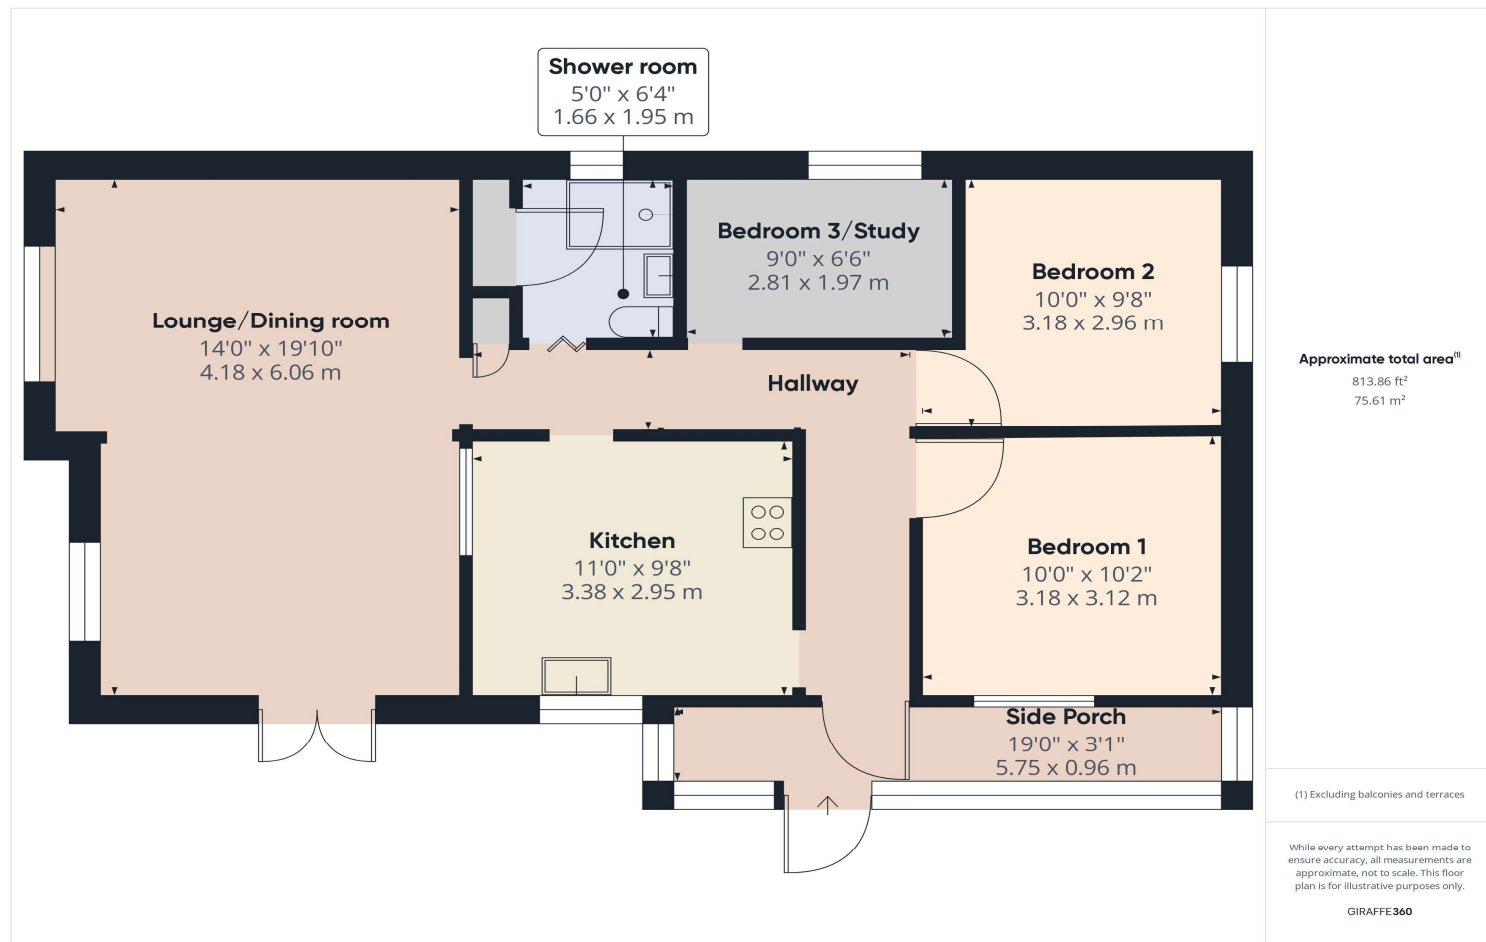 Shower room
5'0" x 6'4"
1.66 x 1.95 m
Lounge/Dining room
14'0" x 19'10"
4.18 x 6.06 m
Bedroom 3/Study
9'0" x 6'6"
2.81 x 1.97 m
Bedroom 2
10'0" x 9'8"
3.18 x 2.96 m
Hallway
Kitchen
11'0" x 9'8"
3.38 x 2.95 m
Bedroom 1
10'0" x 10'2"
3.18 x 3.12 m
Side Porch
19'0" x 3'1"
5.75 x 0.96 m
Approximate total area(1)
813.86 ft²
75.61 m²
(1) Excluding balconies and terraces
While every attempt has been made to
ensure accuracy, all measurements are
approximate, not to scale. This floor
plan is for illustrative purposes only.
GIRAFFE360